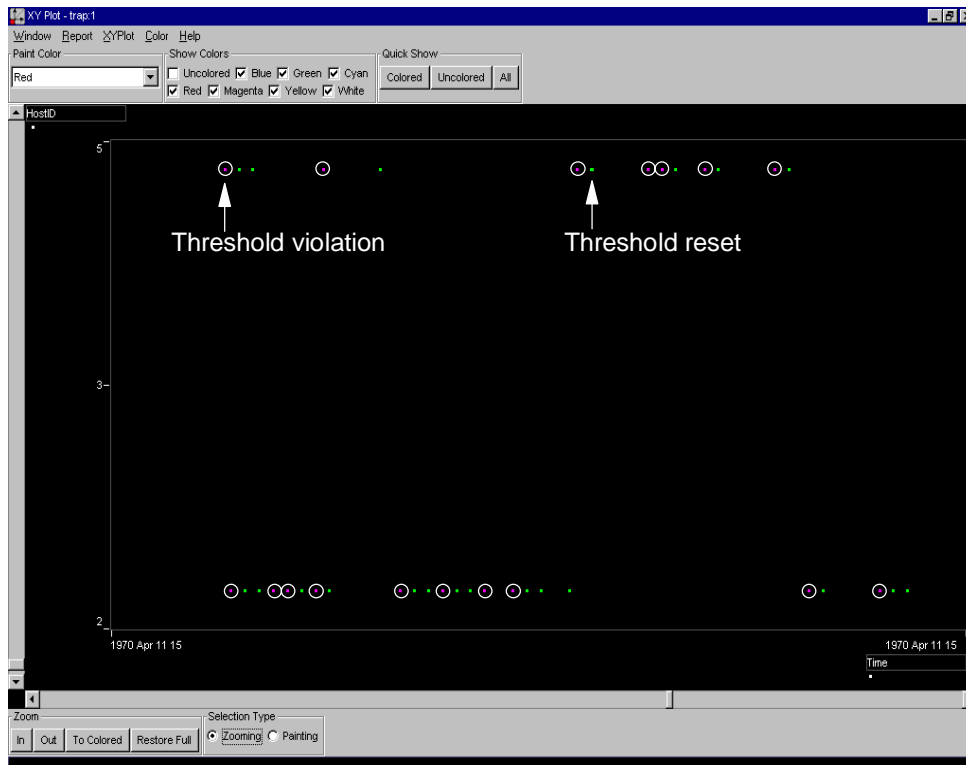 XY Plot - trap:1
Window Report XYPlot Color Help
Paint Color
Show Colors
Quick Show
Red
Uncolored Blue Green Cyan
Red Magenta Yellow White
Colored Uncolored All
HostID
5
Threshold violation
Threshold reset
3
2
1970 Apr 11 15
1970 Apr 11 15
Time
Zoom
Selection Type
In Out To Colored Restore Full
Zooming Painting